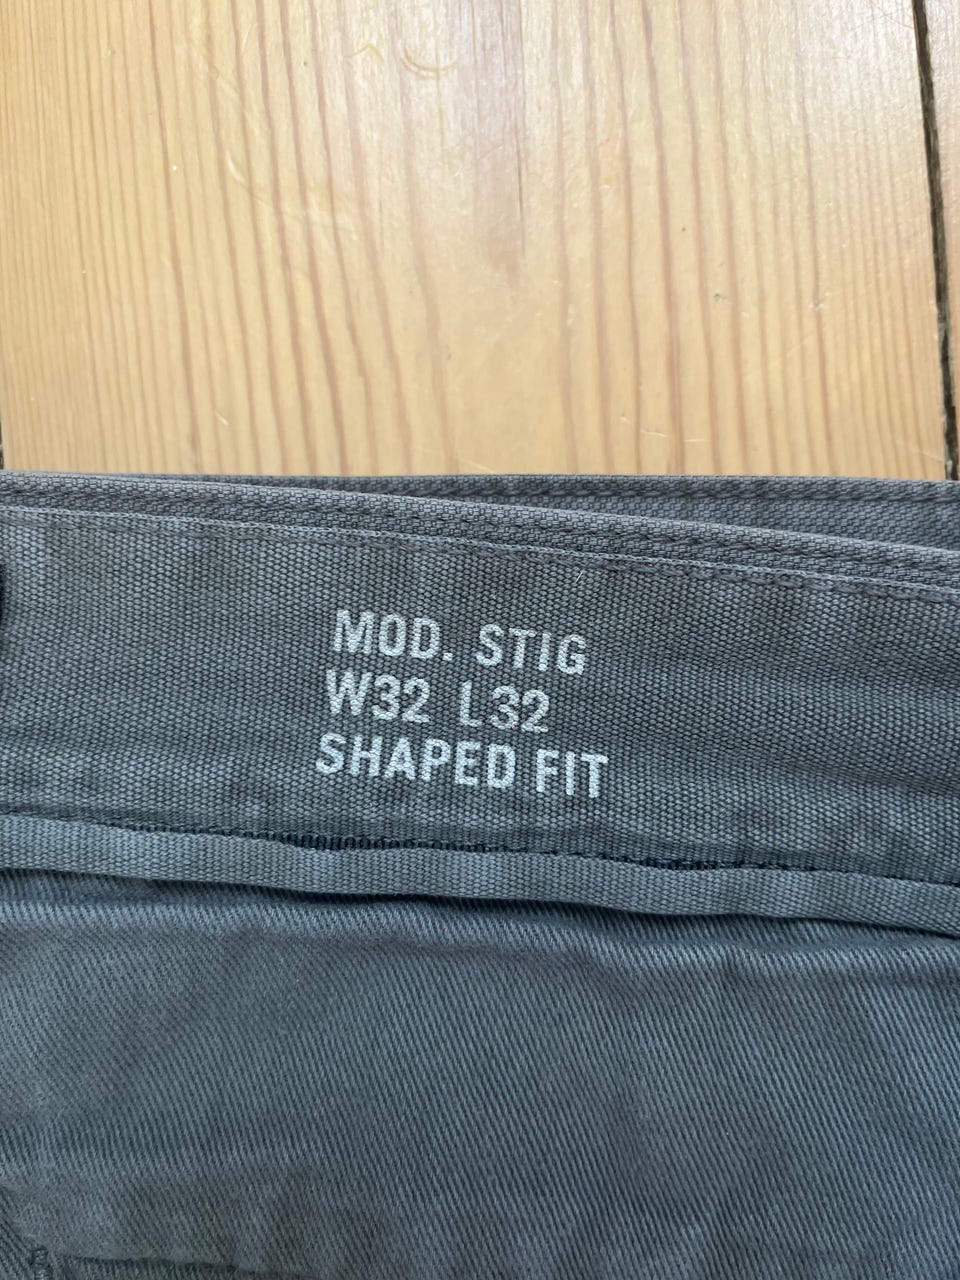 MOD. STIG
W32 L32
SHAPED FIT